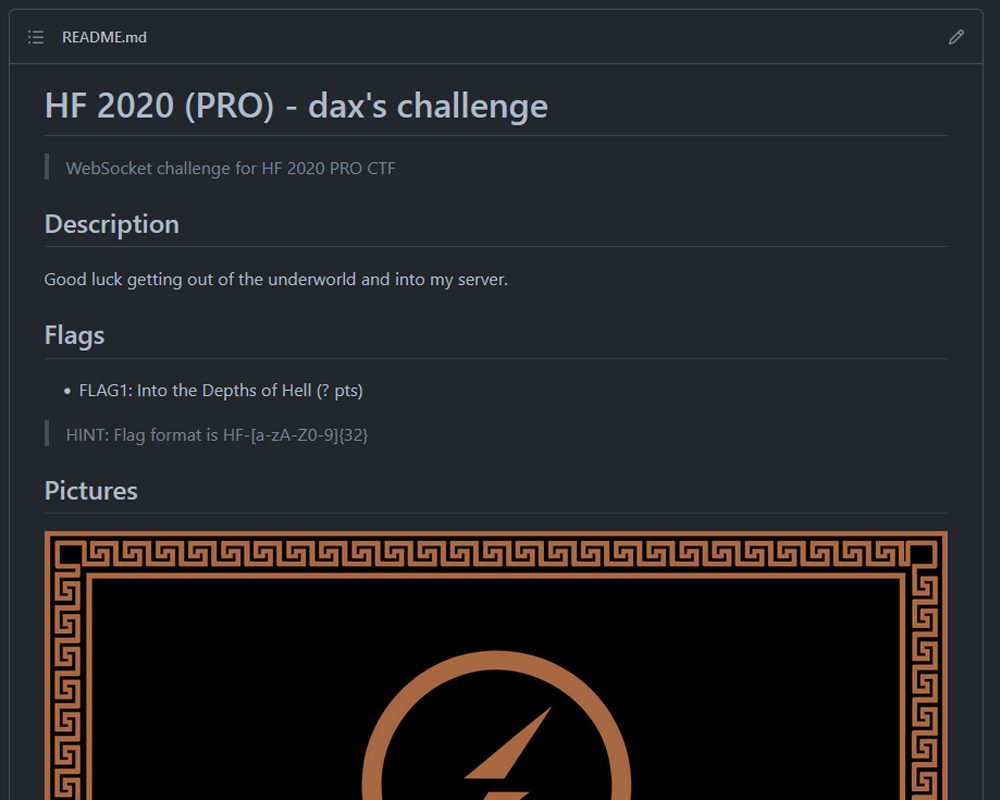 README.md
HF 2020 (PRO) - dax's challenge
WebSocket challenge for HF 2020 PRO CTF
Description
Good luck getting out of the underworld and into my server.
Flags
FLAG1: Into the Depths of Hell (? pts)
HINT: Flag format is HF-[a-zA-Z0-9]{32}
Pictures